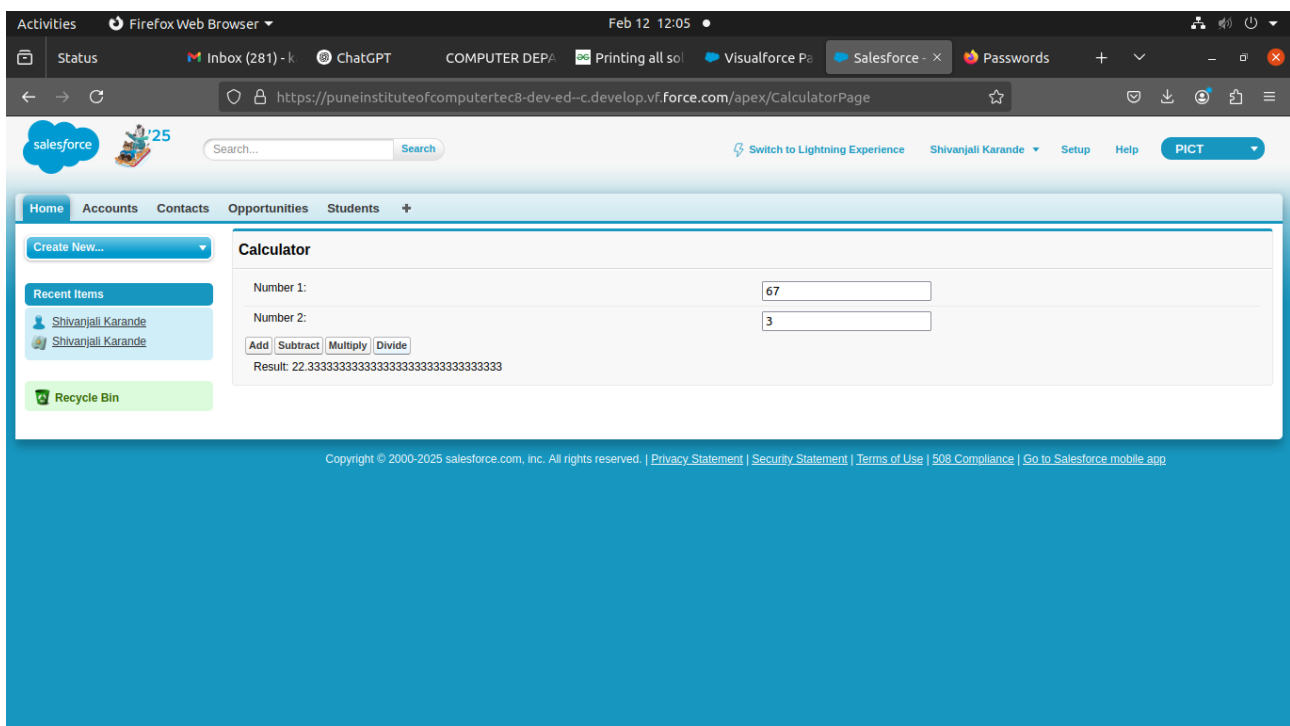 Activities Firefox Web Browser Feb 12 12:05
Status Inbox (281) - k ChatGPT COMPUTER DEPA Printing all sol Visualforce Pa Salesforce - Passwords
https://puneinstituteofcomputertec8-dev-ed--c.develop.vf.force.com/apex/CalculatorPage
salesforce '25 Search... Search Switch to Lightning Experience Shivanjali Karande Setup Help PICT
Home Accounts Contacts Opportunities Students
Create New...
Calculator
Recent Items
Shivanjali Karande
Shivanjali Karande
Recycle Bin
Number 1: 67
Number 2: 3
Add Subtract Multiply Divide
Result: 22.333333333333333333333333333333333
Copyright © 2000-2025 salesforce.com, inc. All rights reserved. | Privacy Statement | Security Statement | Terms of Use | 508 Compliance | Go to Salesforce mobile app